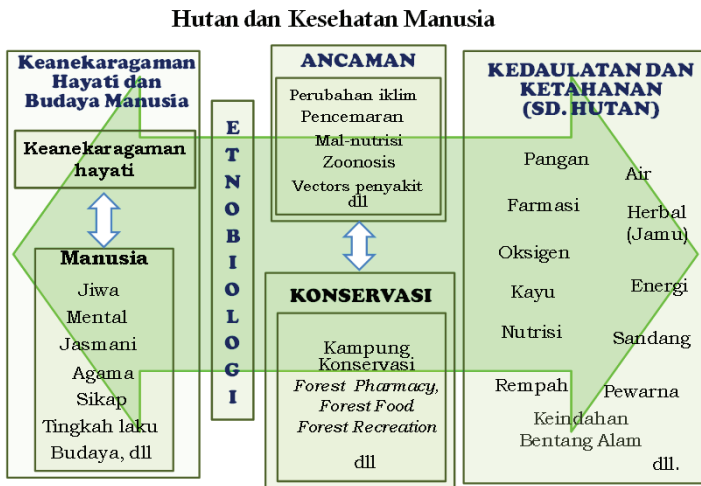 Hutan dan Kesehatan Manusia
Keanekaragaman
Hayati dan
Budaya Manusia
Keanekaragaman
hayati
Manusia
Jiwa
Mental
Jasmani
Agama
Sikap
Tingkah laku
Budaya, dll
ETNOBIOLOGI
ANCAMAN
Perubahan iklim
Pencemaran
Mal-nutrisi
Zoonosis
Vectors penyakit
dll
KONSERVASI
Kampung
Konservasi
Forest Pharmacy,
Forest Food
Forest Recreation
dll
KEDAULATAN DAN
KETAHANAN
(SD. HUTAN)
Pangan
Air
Farmasi
Herbal
(Jamu)
Oksigen
Kayu
Energi
Nutrisi
Sandang
Rempah
Pewarna
Keindahan
Bentang Alam
dll.